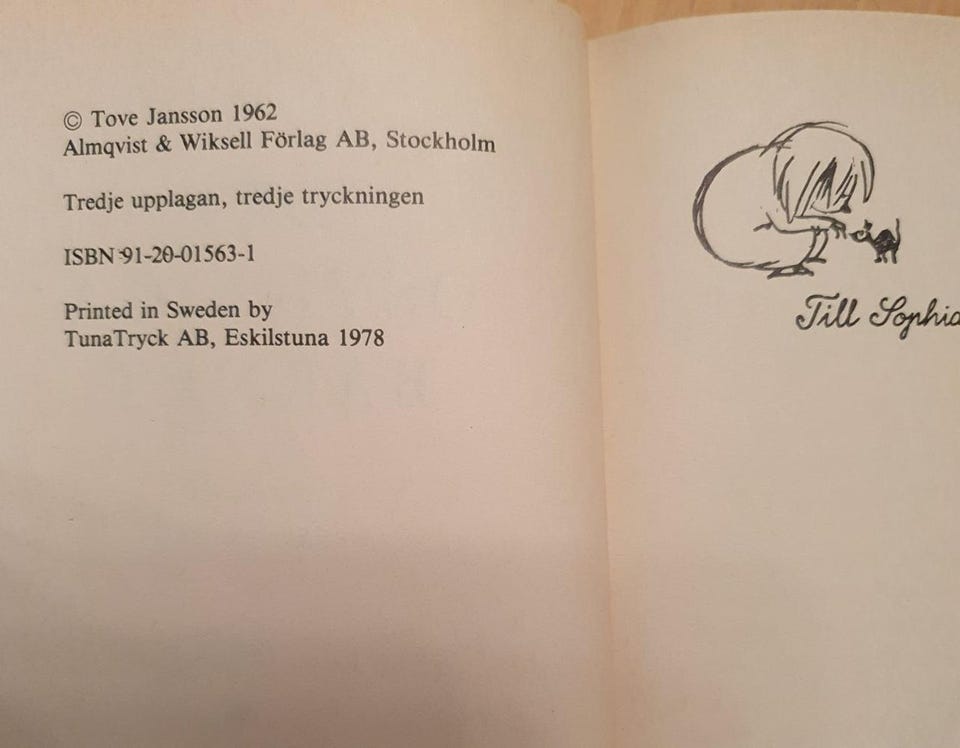 © Tove Jansson 1962
Almqvist & Wiksell Förlag AB, Stockholm
Tredje upplagan, tredje tryckningen
ISBN 91-20-01563-1
Printed in Sweden by
TunaTryck AB, Eskilstuna 1978
Till Sophia